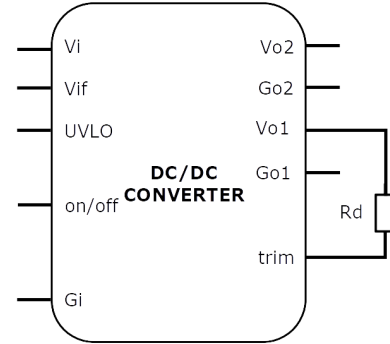 Vi
Vif
UVLO
on/off
Gi
DC/DC
CONVERTER
Vo2
Go2
Vo1
Go1
trim
Rd